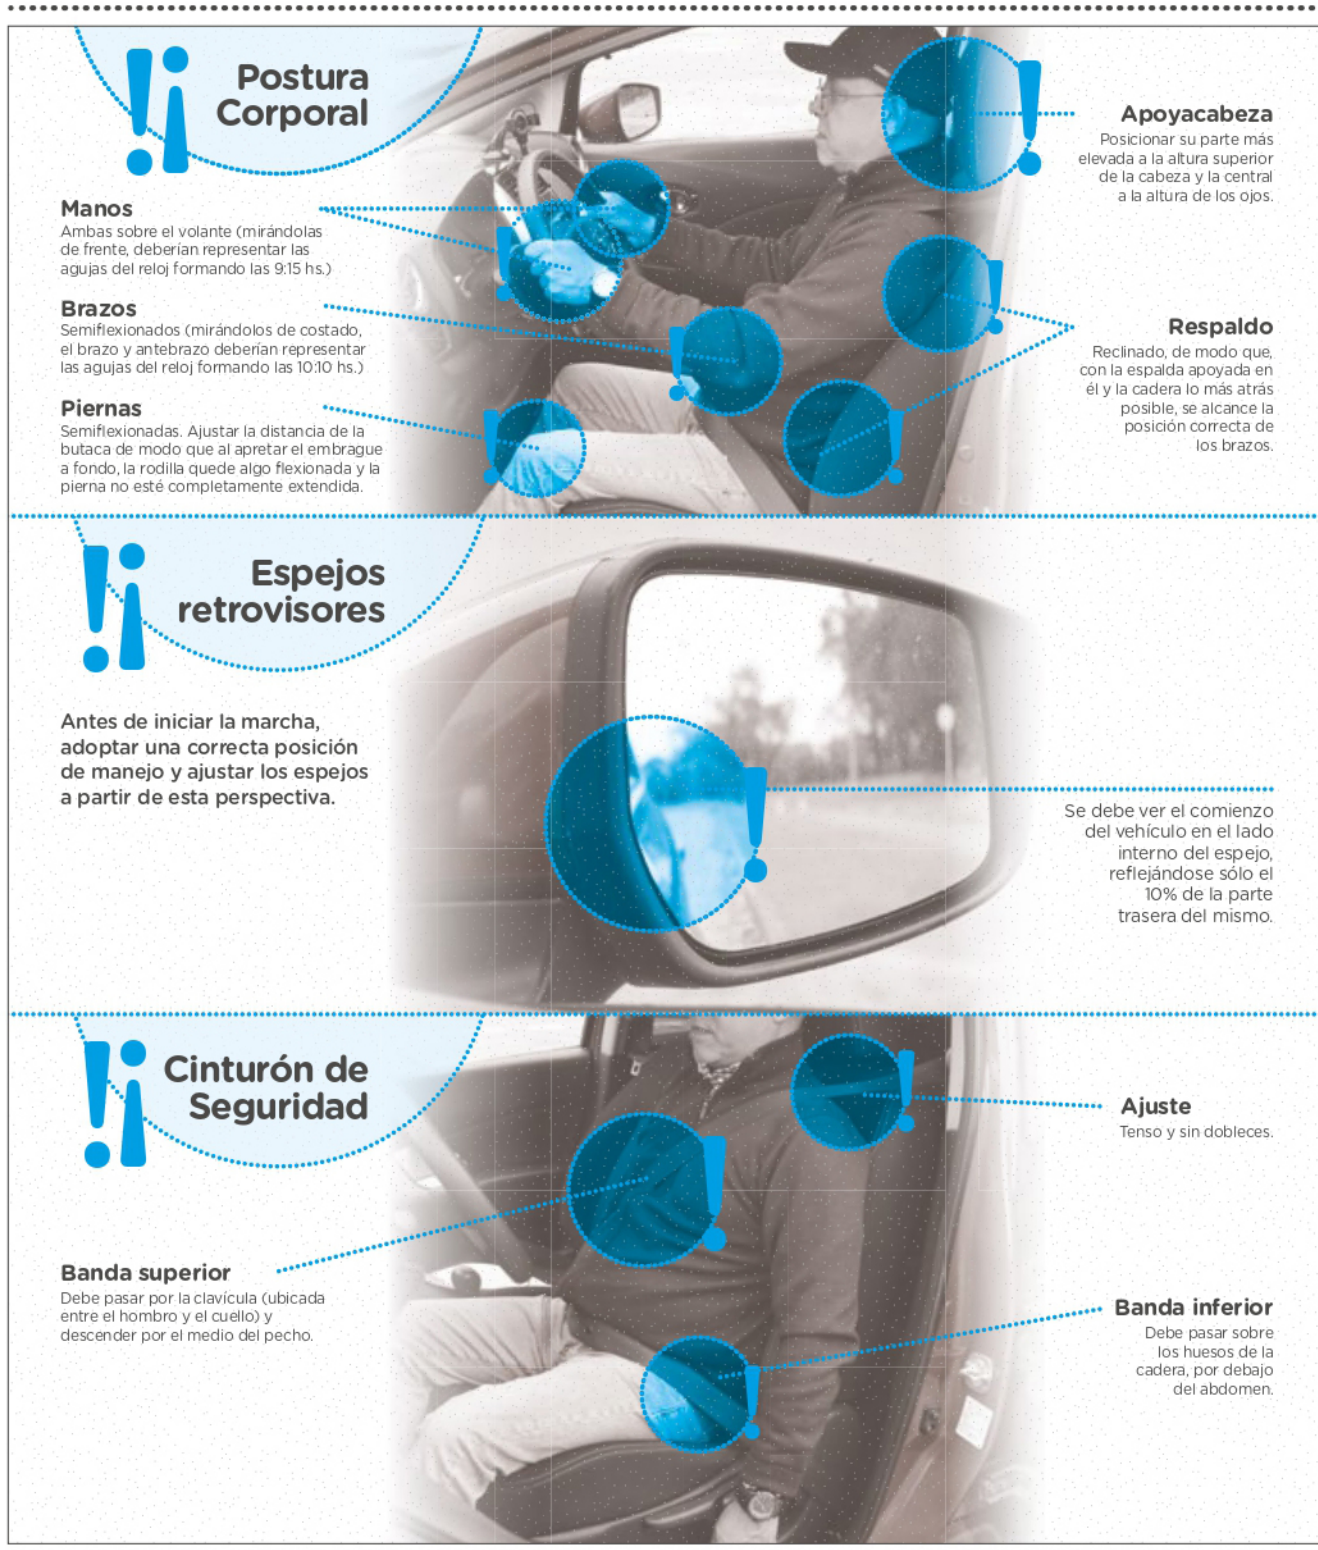 Postura
Corporal
Manos
Ambas sobre el volante (mirándolas
de frente, deberían representar las
agujas del reloj formando las 9:15 hs.)
Brazos
Semiflexionados (mirándolos de costado,
el brazo y antebrazo deberían representar
las agujas del reloj formando las 10:10 hs.)
Piernas
Semiflexionadas. Ajustar la distancia de la
butaca de modo que al apretar el embrague
a fondo, la rodilla quede algo flexionada y la
pierna no esté completamente extendida.
Apoyacabeza
Posicionar su parte más
elevada a la altura superior
de la cabeza y la central
a la altura de los ojos.
Respaldo
Reclinado, de modo que,
con la espalda apoyada en
él y la cadera lo más atrás
posible, se alcance la
posición correcta de
los brazos.
Espejos
retrovisores
Antes de iniciar la marcha,
adoptar una correcta posición
de manejo y ajustar los espejos
a partir de esta perspectiva.
Se debe ver el comienzo
del vehículo en el lado
interno del espejo,
reflejándose sólo el
10% de la parte
trasera del mismo.
Cinturón de
Seguridad
Banda superior
Debe pasar por la clavícula (ubicada
entre el hombro y el cuello) y
descender por el medio del pecho.
Ajuste
Tenso y sin dobleces.
Banda inferior
Debe pasar sobre
los huesos de la
cadera, por debajo
del abdomen.